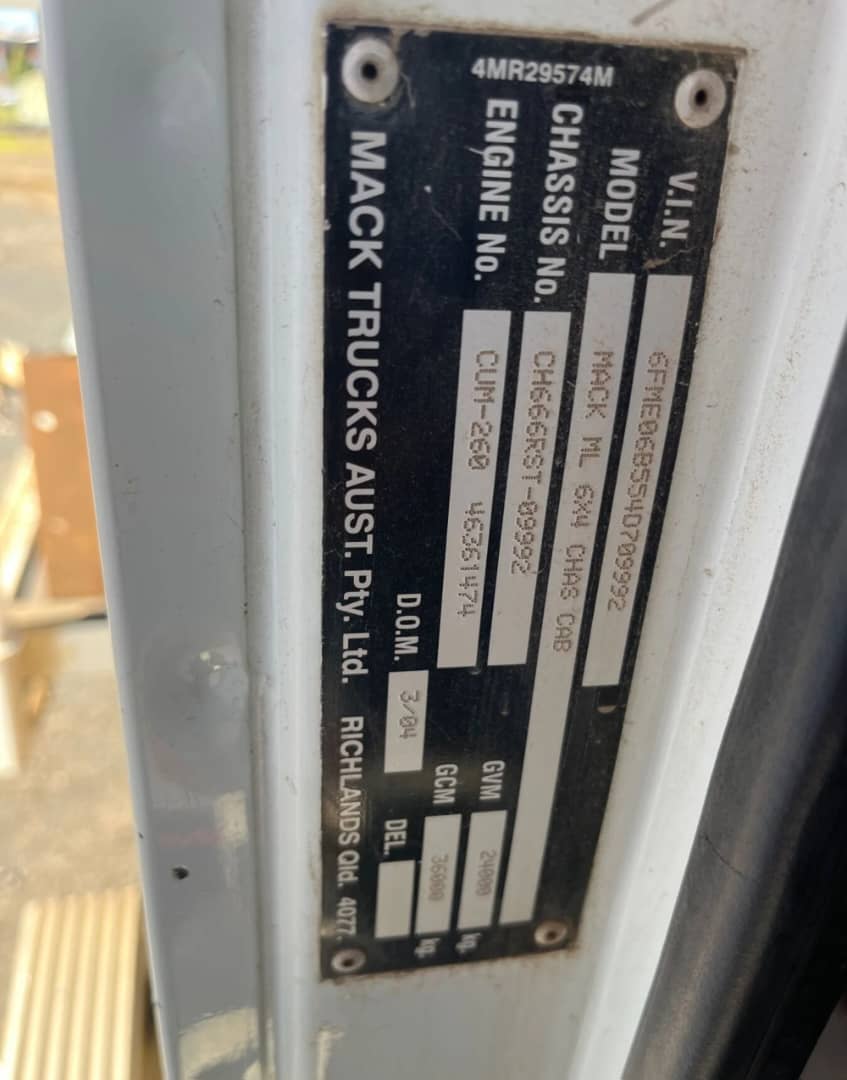 V.I.N. 6FME06B554D709992
MODEL MACK ML 6X4 CHAS CAB
CHASSIS No. CH666RST-09992
GVM 24000 kg.
4MR29574M
ENGINE No. CUM-260 46361474
GCM 36000 kg.
D.O.M. 3/04
DEL.
MACK TRUCKS AUST. Pty. Ltd. RICHLANDS Qld. 4077.